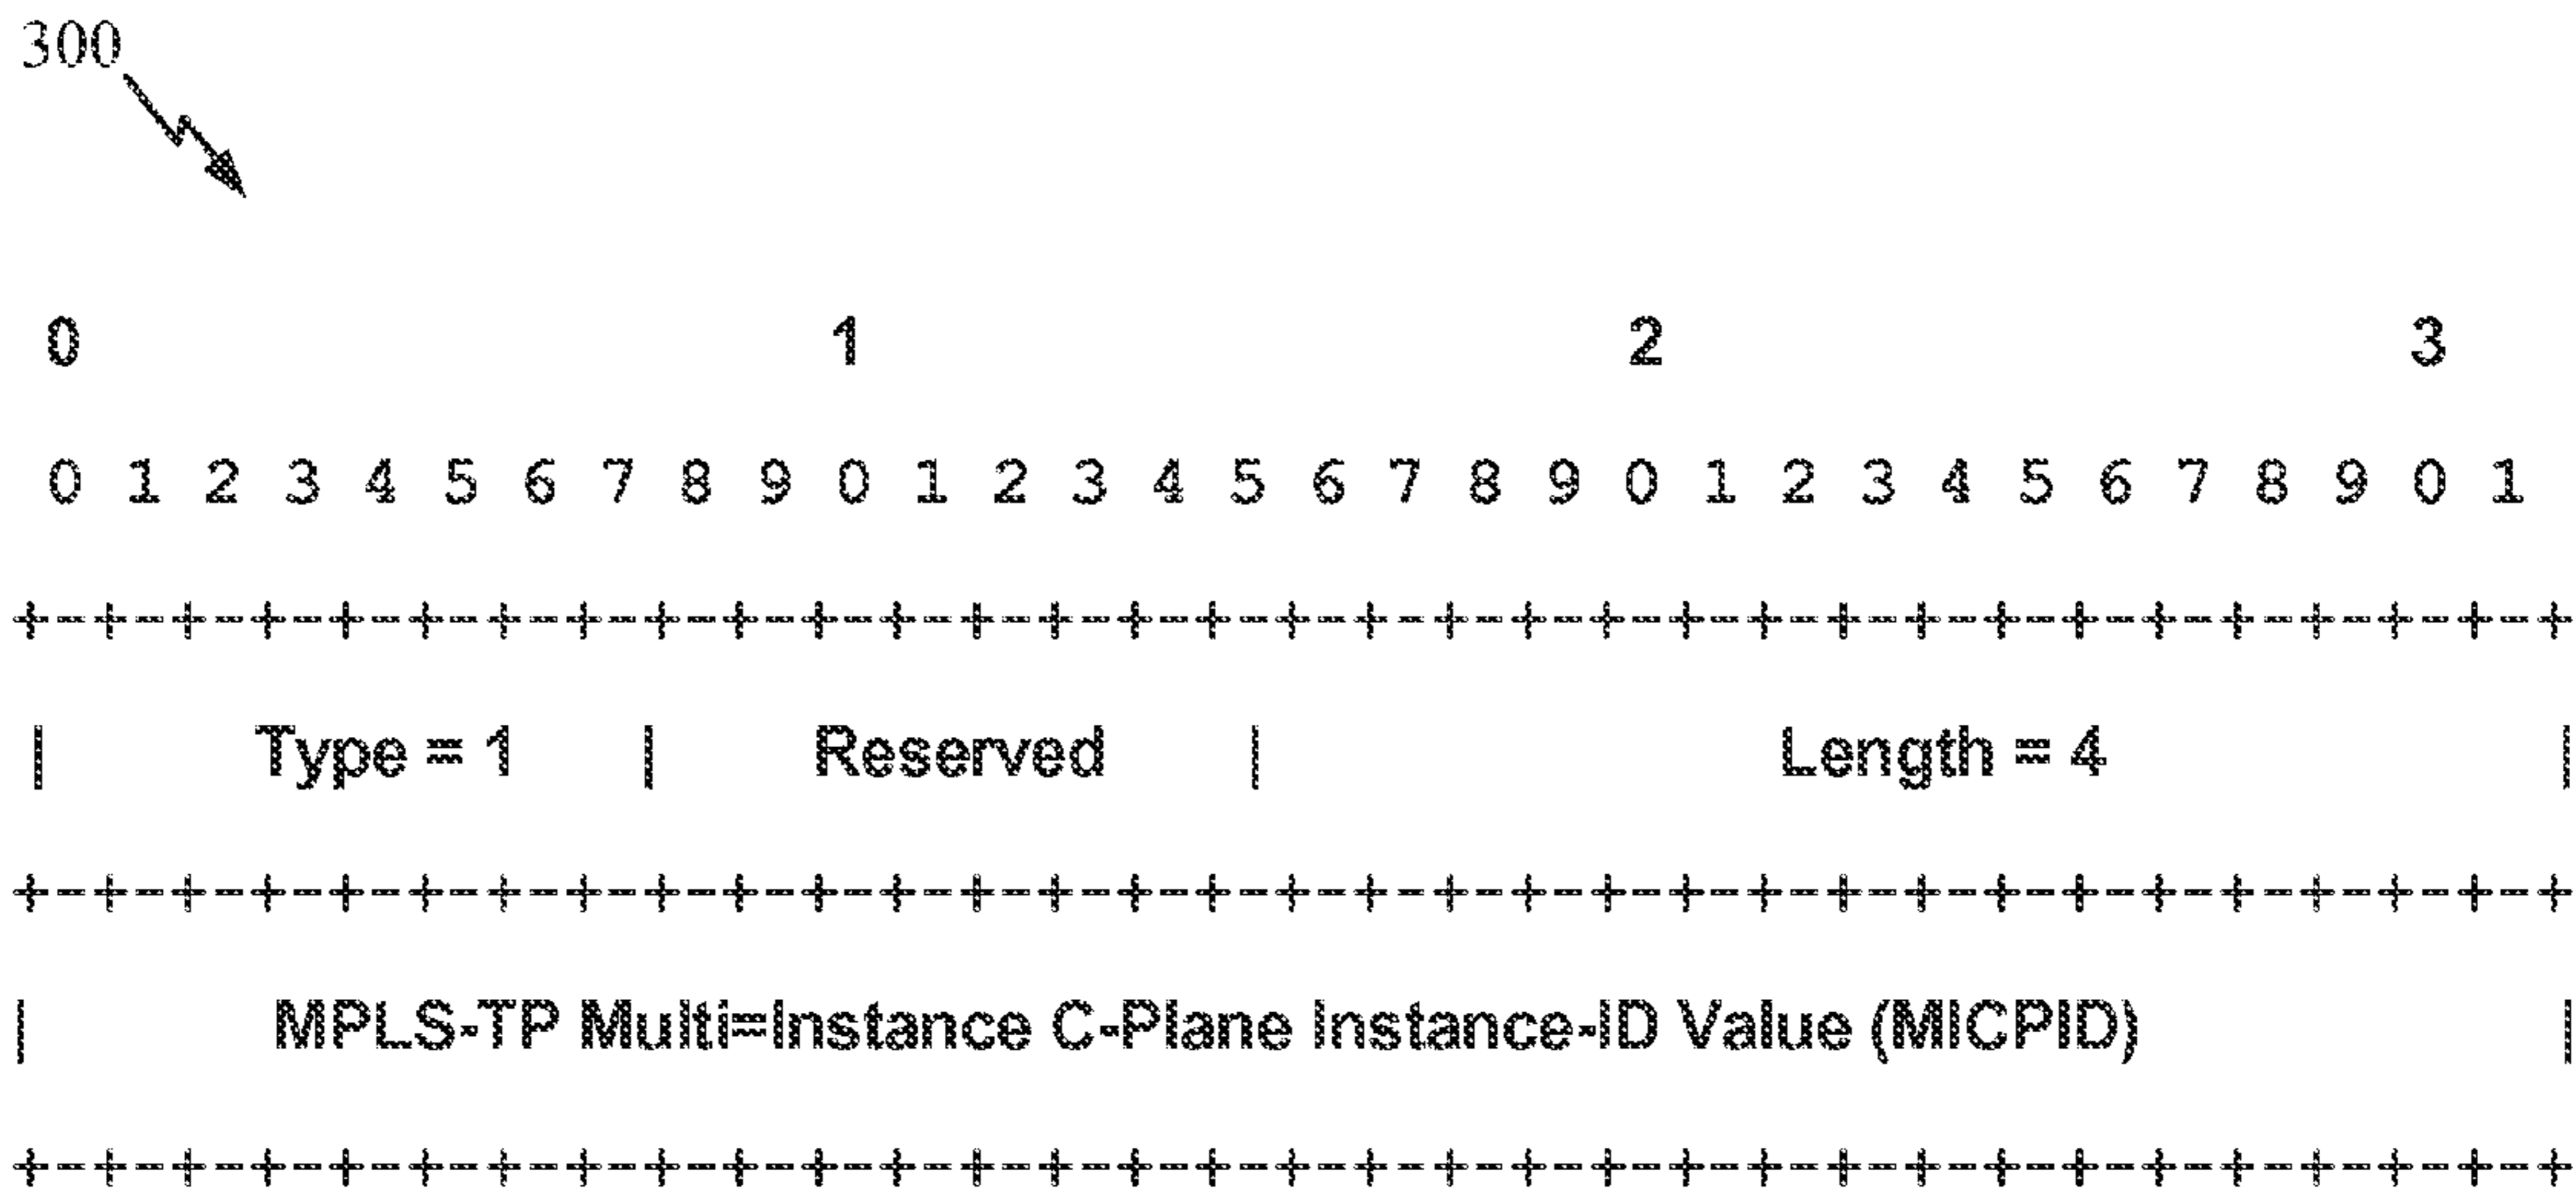 300
0 1 2 3
0 1 2 3 4 5 6 7 8 9 0 1 2 3 4 5 6 7 8 9 0 1 2 3 4 5 6 7 8 9 0 1
+-+-+-+-+-+-+-+-+-+-+-+-+-+-+-+-+-+-+-+-+-+-+-+-+-+-+-+-+-+-+-+-+
| Type = 1 | Reserved | Length = 4 |
+-+-+-+-+-+-+-+-+-+-+-+-+-+-+-+-+-+-+-+-+-+-+-+-+-+-+-+-+-+-+-+-+
| MPLS-TP Multi=Instance C-Plane Instance-ID Value (MICPID) |
+-+-+-+-+-+-+-+-+-+-+-+-+-+-+-+-+-+-+-+-+-+-+-+-+-+-+-+-+-+-+-+-+